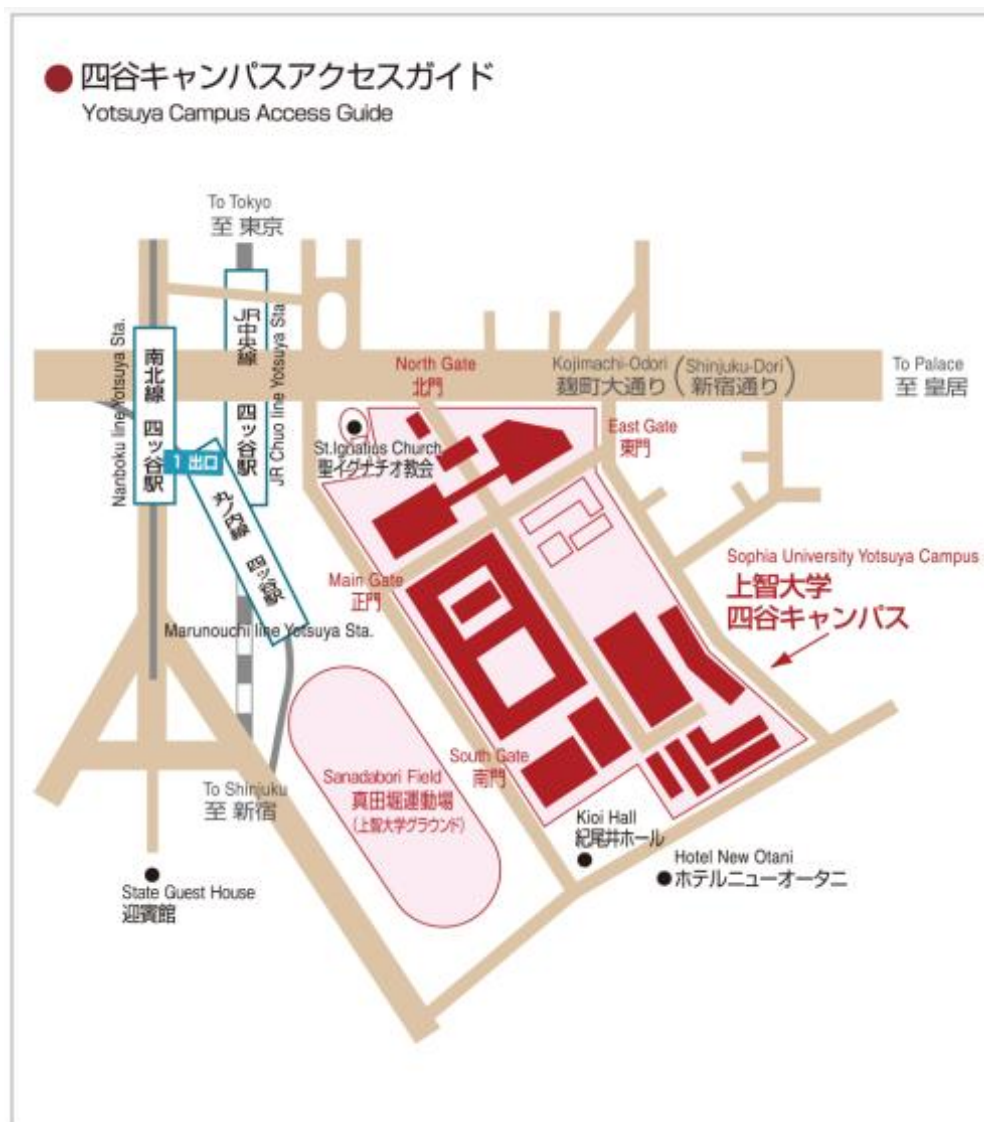 四谷キャンパスアクセスガイド
Yotsuya Campus Access Guide
To Tokyo
至 東京
Nanboku line Yotsuya Sta.
南北線 四ッ谷駅
JR中央線 四ッ谷駅
JR Chuo line Yotsuya Sta
North Gate
北門
Kojimachi-Odori
麹町大通り
(Shinjuku-Dori)
(新宿通り)
To Palace
至 皇居
1 出口
St.Ignatius Church
聖イグナチオ教会
East Gate
東門
丸ノ内線 四ッ谷駅
Marunouchi line Yotsuya Sta.
Main Gate
正門
Sophia University Yotsuya Campus
上智大学
四谷キャンパス
South Gate
南門
Sanadabori Field
真田堀運動場
(上智大学グラウンド)
To Shinjuku
至 新宿
Kioi Hall
紀尾井ホール
Hotel New Otani
ホテルニューオータニ
State Guest House
迎賓館